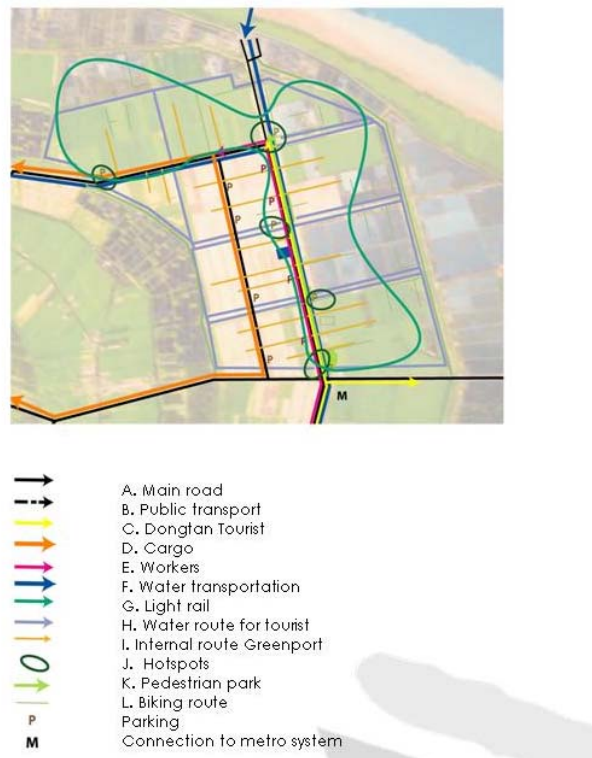 P
P
P
P
P
P
P
P
P
P
P
P
M
A. Main road
B. Public transport
C. Dongtan Tourist
D. Cargo
E. Workers
F. Water transportation
G. Light rail
H. Water route for tourist
I. Internal route Greenport
J. Hotspots
K. Pedestrian park
L. Biking route
P Parking
M Connection to metro system